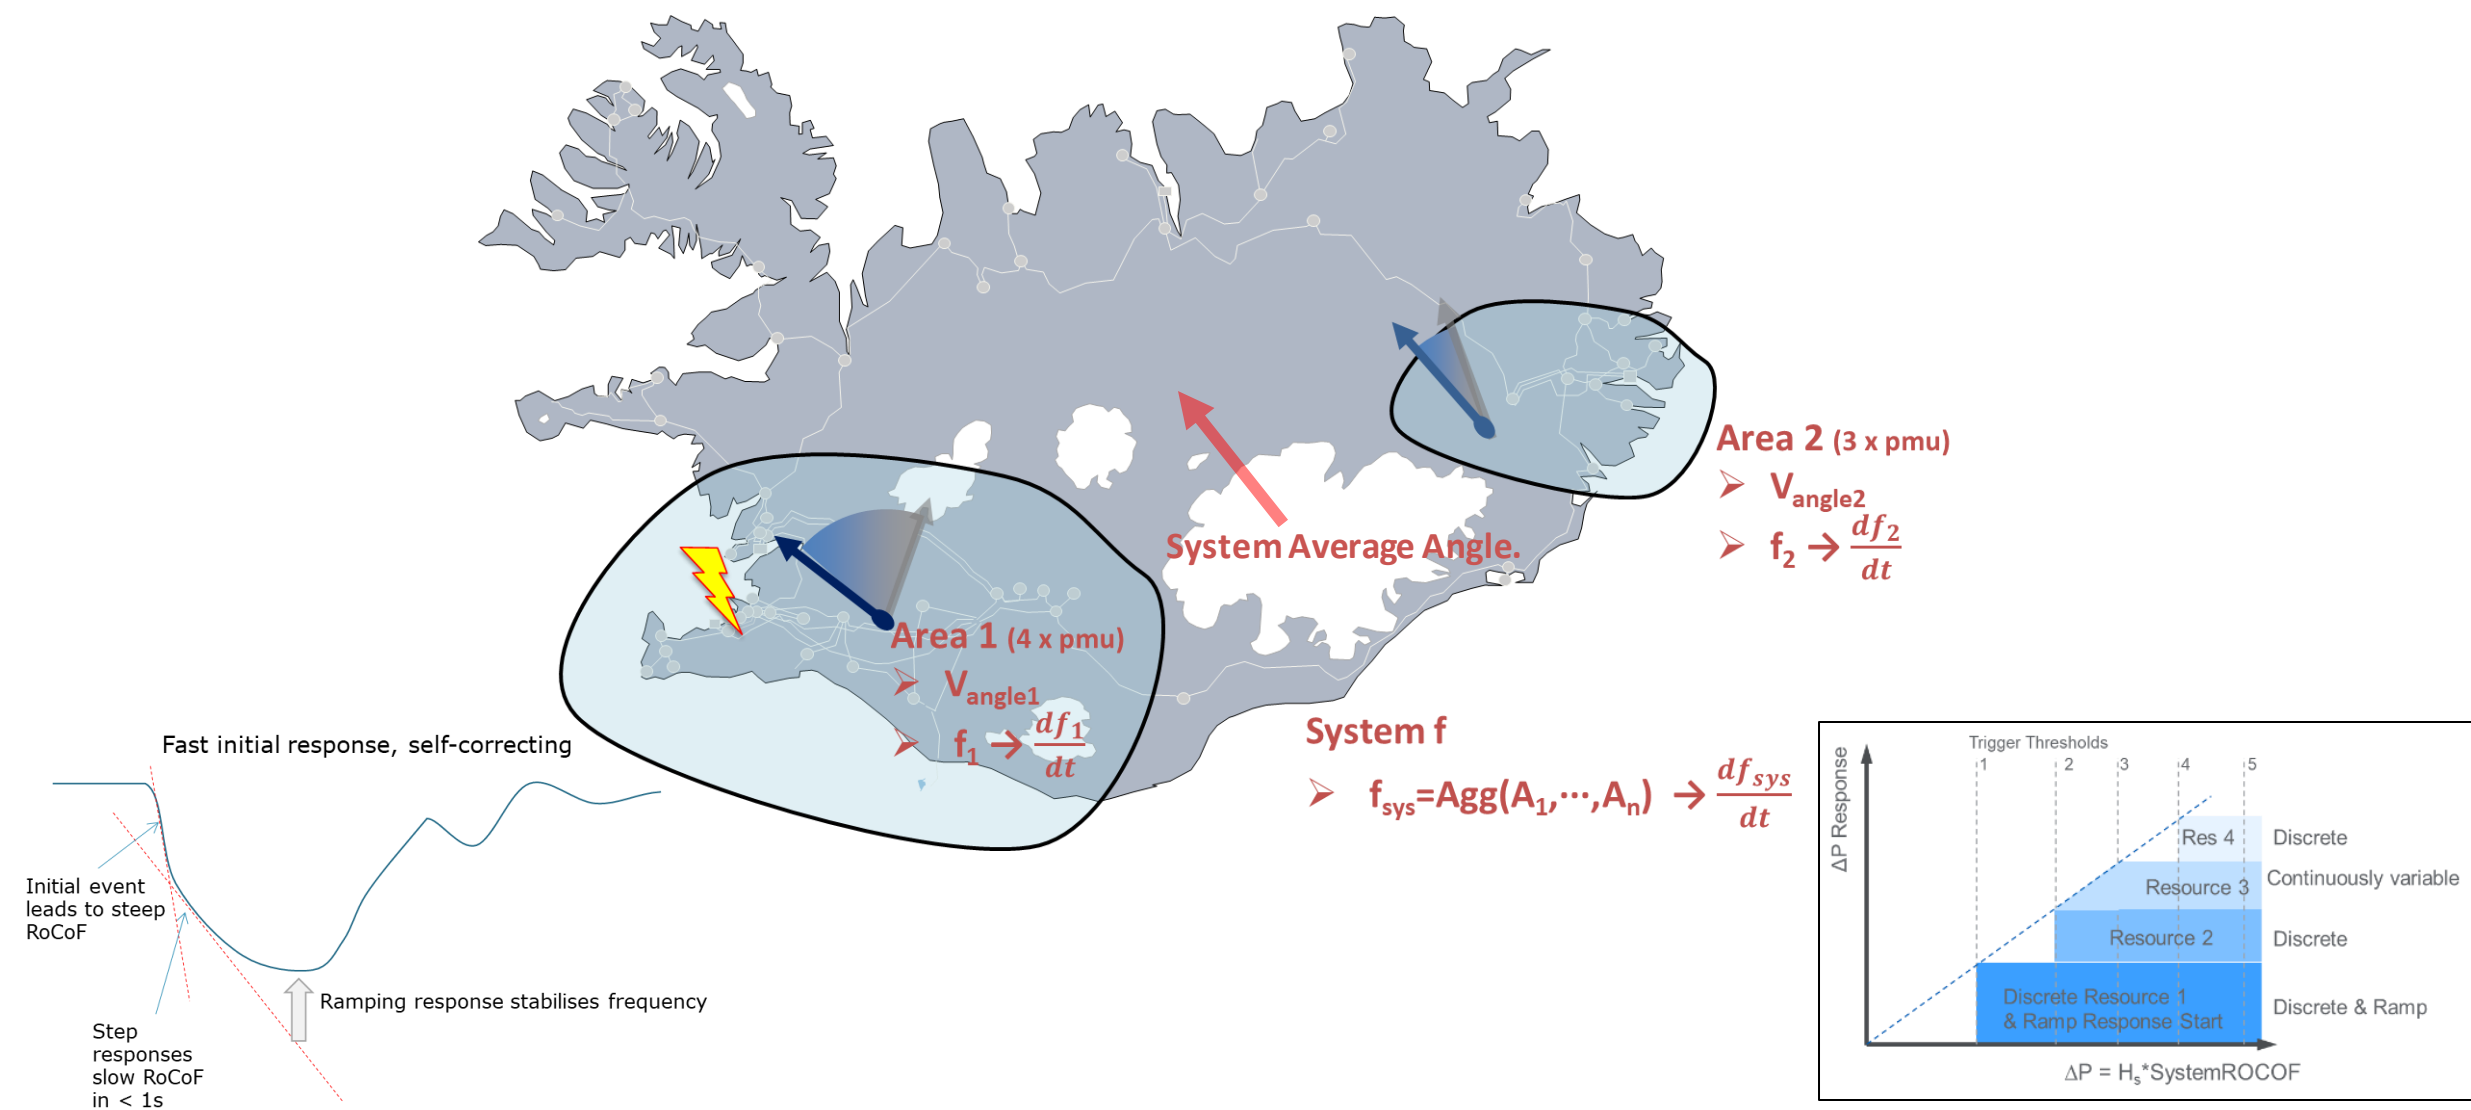 System Average Angle.
Area 2 (3 x pmu)
➢ Vangle2
➢ f2 → df2/dt
Area 1 (4 x pmu)
➢ Vangle1
➢ f1 → df1/dt
System f
➢ fsys=Agg(A1,⋯,An) → dfsys/dt
Fast initial response, self-correcting
Initial event
leads to steep
RoCoF
Ramping response stabilises frequency
Step
responses
slow RoCoF
in < 1s
Trigger Thresholds
1 2 3 4 5
ΔP Response
Res 4 Discrete
Resource 3 Continuously variable
Resource 2 Discrete
Discrete Resource 1
& Ramp Response Start
Discrete & Ramp
ΔP = Hs*SystemROCOF